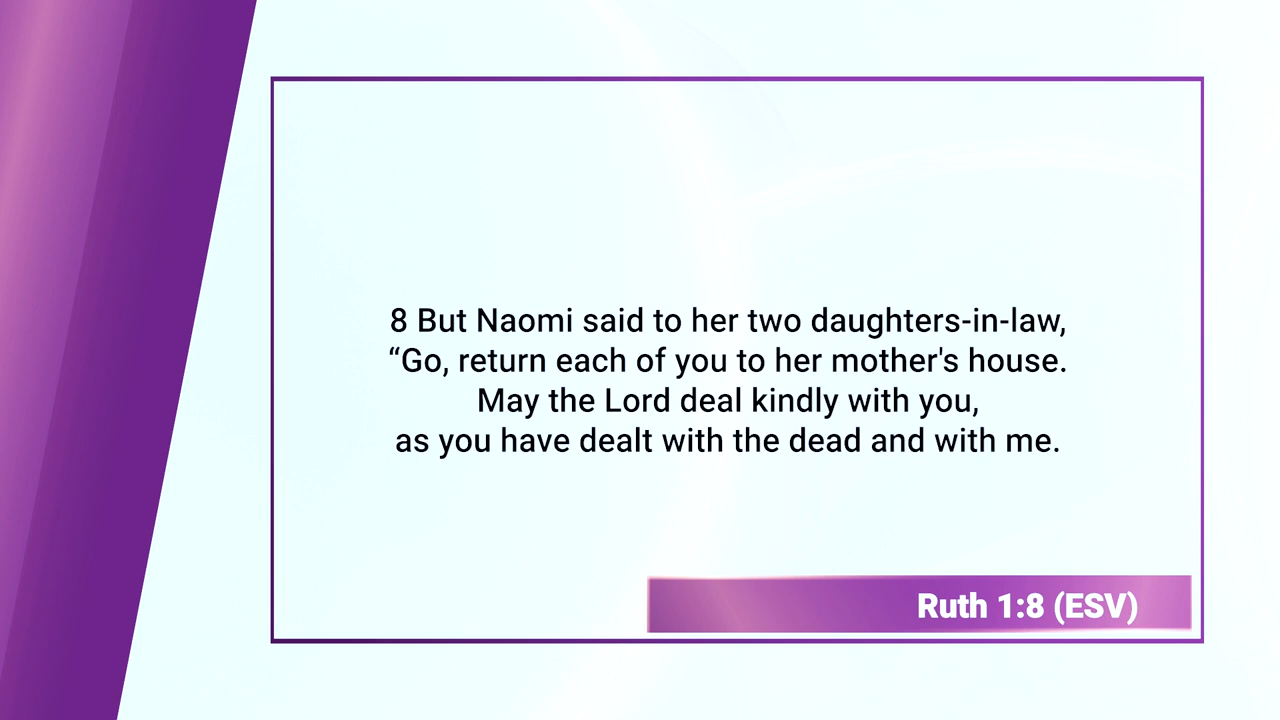 8 But Naomi said to her two daughters-in-law,
“Go, return each of you to her mother's house.
May the Lord deal kindly with you,
as you have dealt with the dead and with me.
Ruth 1:8 (ESV)